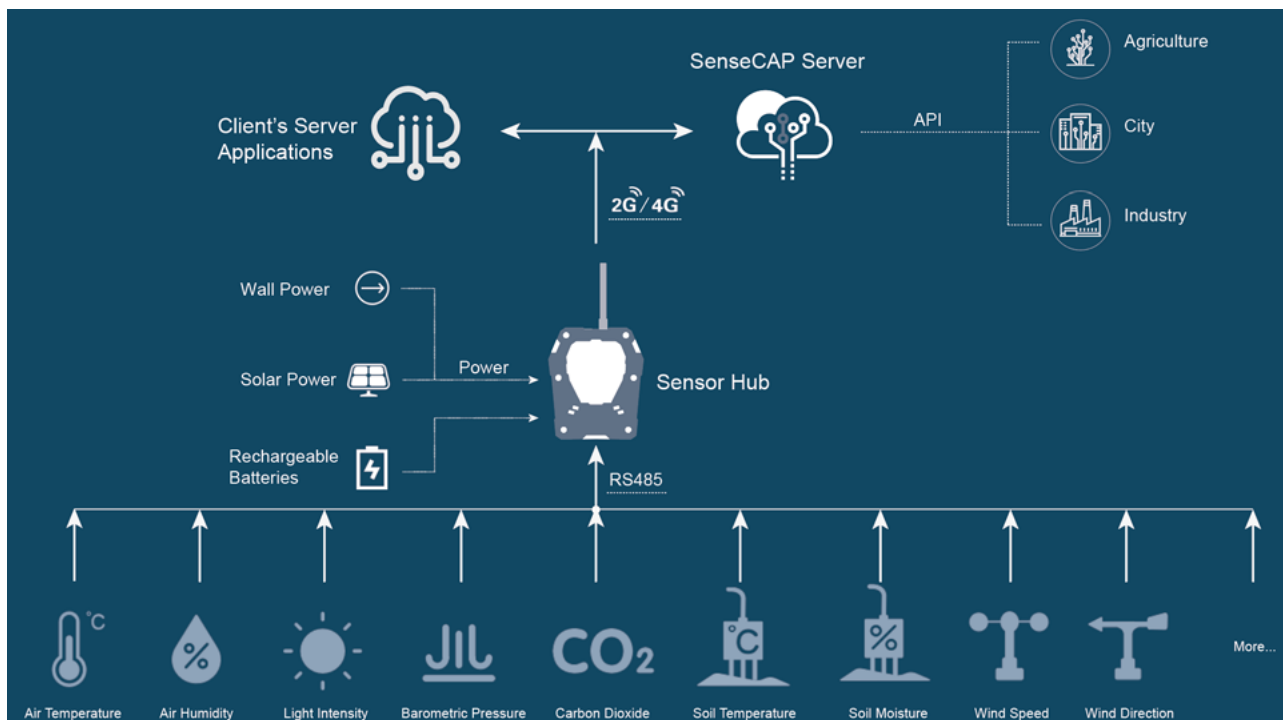 SenseCAP Server
Agriculture
Client's Server
Applications
API
City
2G/4G
Industry
Wall Power
Solar Power
Power
Sensor Hub
Rechargeable
Batteries
RS485
°C
%
CO2
°C
%
More...
Air Temperature
Air Humidity
Light Intensity
Barometric Pressure
Carbon Dioxide
Soil Temperature
Soil Moisture
Wind Speed
Wind Direction